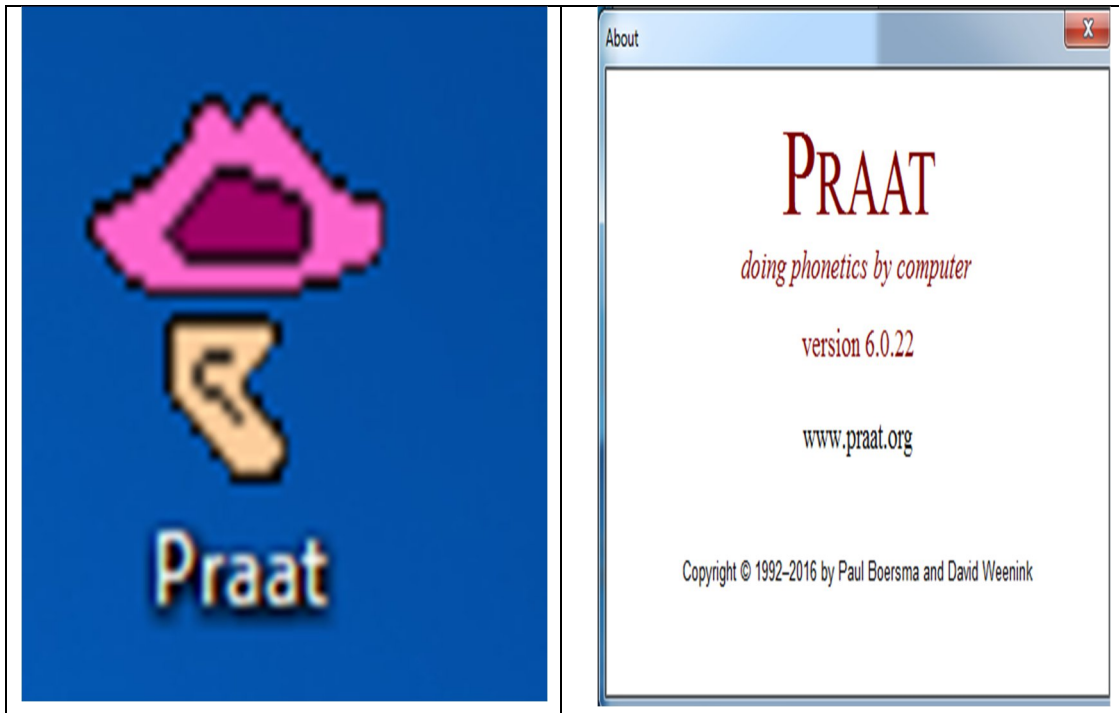 Praat
About
X
PRAAT
doing phonetics by computer
version 6.0.22
www.praat.org
Copyright © 1992–2016 by Paul Boersma and David Weenink